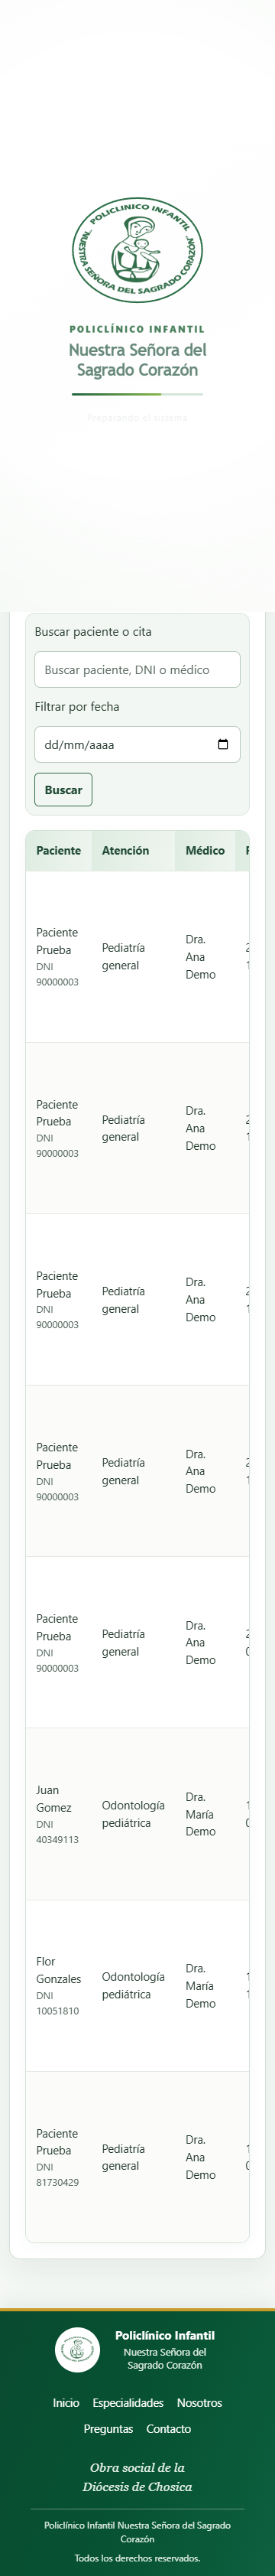 POLICLINICO INFANTIL
"NUESTRA SEÑORA DEL SAGRADO CORAZÓN"
POLICLÍNICO INFANTIL
Nuestra Señora del
Sagrado Corazón
Preparando el sistema
Buscar paciente o cita
Buscar paciente, DNI o médico
Filtrar por fecha
dd/mm/aaaa
Buscar
Paciente Atención Médico
Paciente
Prueba
DNI
90000003
Pediatría
general
Dra.
Ana
Demo
Paciente
Prueba
DNI
90000003
Pediatría
general
Dra.
Ana
Demo
Paciente
Prueba
DNI
90000003
Pediatría
general
Dra.
Ana
Demo
Paciente
Prueba
DNI
90000003
Pediatría
general
Dra.
Ana
Demo
Paciente
Prueba
DNI
90000003
Pediatría
general
Dra.
Ana
Demo
Juan
Gomez
DNI
40349113
Odontología
pediátrica
Dra.
María
Demo
Flor
Gonzales
DNI
10051810
Odontología
pediátrica
Dra.
María
Demo
Paciente
Prueba
DNI
81730429
Pediatría
general
Dra.
Ana
Demo
Policlínico Infantil
Nuestra Señora del
Sagrado Corazón
Inicio Especialidades Nosotros
Preguntas Contacto
Obra social de la
Diócesis de Chosica
Policlínico Infantil Nuestra Señora del Sagrado
Corazón
Todos los derechos reservados.